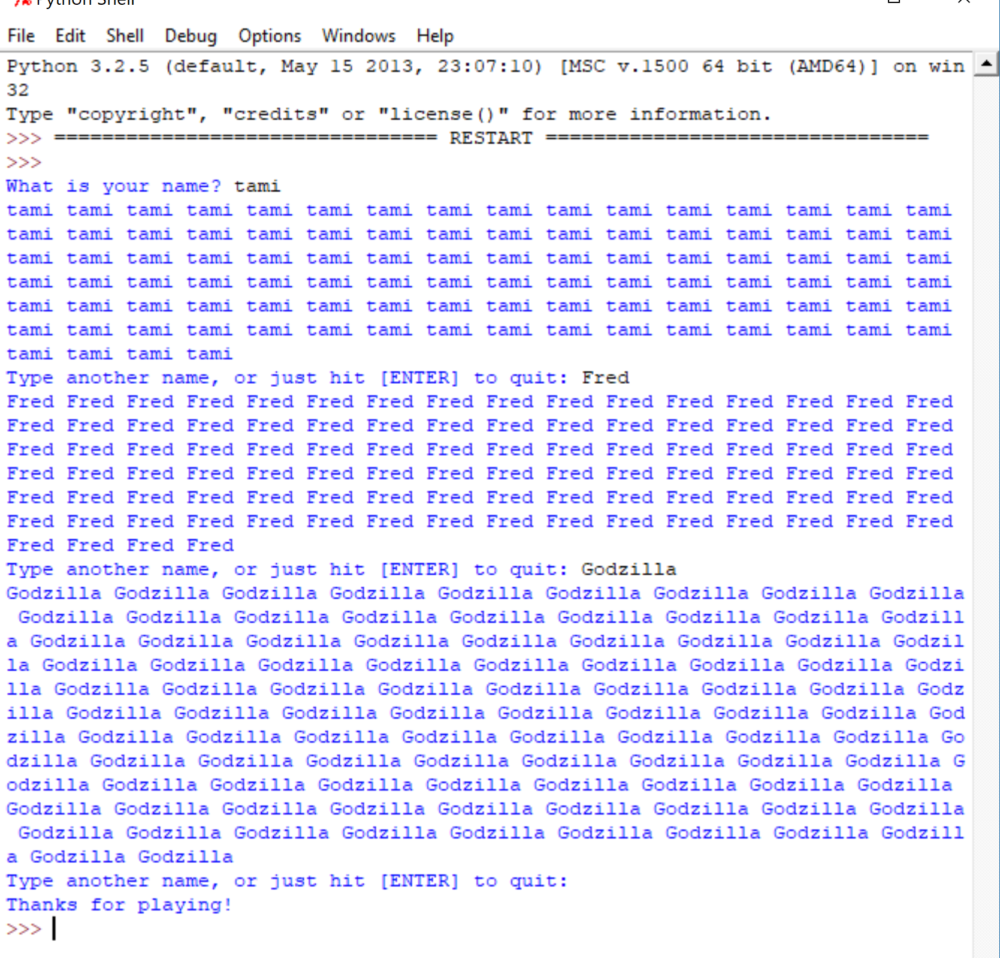 Python Shell
File Edit Shell Debug Options Windows Help
Python 3.2.5 (default, May 15 2013, 23:07:10) [MSC v.1500 64 bit (AMD64)] on win
32
Type "copyright", "credits" or "license()" for more information.
>>> ================================ RESTART ================================
>>>
What is your name? tami
tami tami tami tami tami tami tami tami tami tami tami tami tami tami tami tami
tami tami tami tami tami tami tami tami tami tami tami tami tami tami tami tami
tami tami tami tami tami tami tami tami tami tami tami tami tami tami tami tami
tami tami tami tami tami tami tami tami tami tami tami tami tami tami tami tami
tami tami tami tami tami tami tami tami tami tami tami tami tami tami tami tami
tami tami tami tami tami tami tami tami tami tami tami tami tami tami tami tami
tami tami tami tami
Type another name, or just hit [ENTER] to quit: Fred
Fred Fred Fred Fred Fred Fred Fred Fred Fred Fred Fred Fred Fred Fred Fred Fred
Fred Fred Fred Fred Fred Fred Fred Fred Fred Fred Fred Fred Fred Fred Fred Fred
Fred Fred Fred Fred Fred Fred Fred Fred Fred Fred Fred Fred Fred Fred Fred Fred
Fred Fred Fred Fred Fred Fred Fred Fred Fred Fred Fred Fred Fred Fred Fred Fred
Fred Fred Fred Fred Fred Fred Fred Fred Fred Fred Fred Fred Fred Fred Fred Fred
Fred Fred Fred Fred Fred Fred Fred Fred Fred Fred Fred Fred Fred Fred Fred Fred
Fred Fred Fred Fred
Type another name, or just hit [ENTER] to quit: Godzilla
Godzilla Godzilla Godzilla Godzilla Godzilla Godzilla Godzilla Godzilla Godzilla
 Godzilla Godzilla Godzilla Godzilla Godzilla Godzilla Godzilla Godzilla Godzill
a Godzilla Godzilla Godzilla Godzilla Godzilla Godzilla Godzilla Godzilla Godzil
la Godzilla Godzilla Godzilla Godzilla Godzilla Godzilla Godzilla Godzilla Godzi
lla Godzilla Godzilla Godzilla Godzilla Godzilla Godzilla Godzilla Godzilla Godz
illa Godzilla Godzilla Godzilla Godzilla Godzilla Godzilla Godzilla Godzilla God
zilla Godzilla Godzilla Godzilla Godzilla Godzilla Godzilla Godzilla Godzilla Go
dzilla Godzilla Godzilla Godzilla Godzilla Godzilla Godzilla Godzilla Godzilla G
odzilla Godzilla Godzilla Godzilla Godzilla Godzilla Godzilla Godzilla Godzilla
Godzilla Godzilla Godzilla Godzilla Godzilla Godzilla Godzilla Godzilla Godzilla
 Godzilla Godzilla Godzilla Godzilla Godzilla Godzilla Godzilla Godzilla Godzill
a Godzilla Godzilla
Type another name, or just hit [ENTER] to quit:
Thanks for playing!
>>>